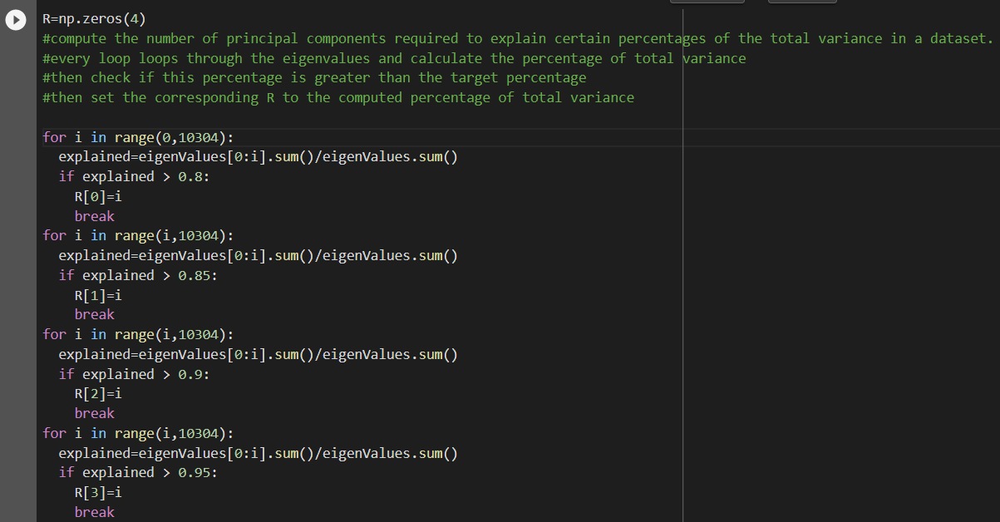 R=np.zeros(4)
#compute the number of principal components required to explain certain percentages of the total variance in a dataset.
#every loop loops through the eigenvalues and calculate the percentage of total variance
#then check if this percentage is greater than the target percentage
#then set the corresponding R to the computed percentage of total variance

for i in range(0,10304):
  explained=eigenValues[0:i].sum()/eigenValues.sum()
  if explained > 0.8:
    R[0]=i
    break
for i in range(i,10304):
  explained=eigenValues[0:i].sum()/eigenValues.sum()
  if explained > 0.85:
    R[1]=i
    break
for i in range(i,10304):
  explained=eigenValues[0:i].sum()/eigenValues.sum()
  if explained > 0.9:
    R[2]=i
    break
for i in range(i,10304):
  explained=eigenValues[0:i].sum()/eigenValues.sum()
  if explained > 0.95:
    R[3]=i
    break